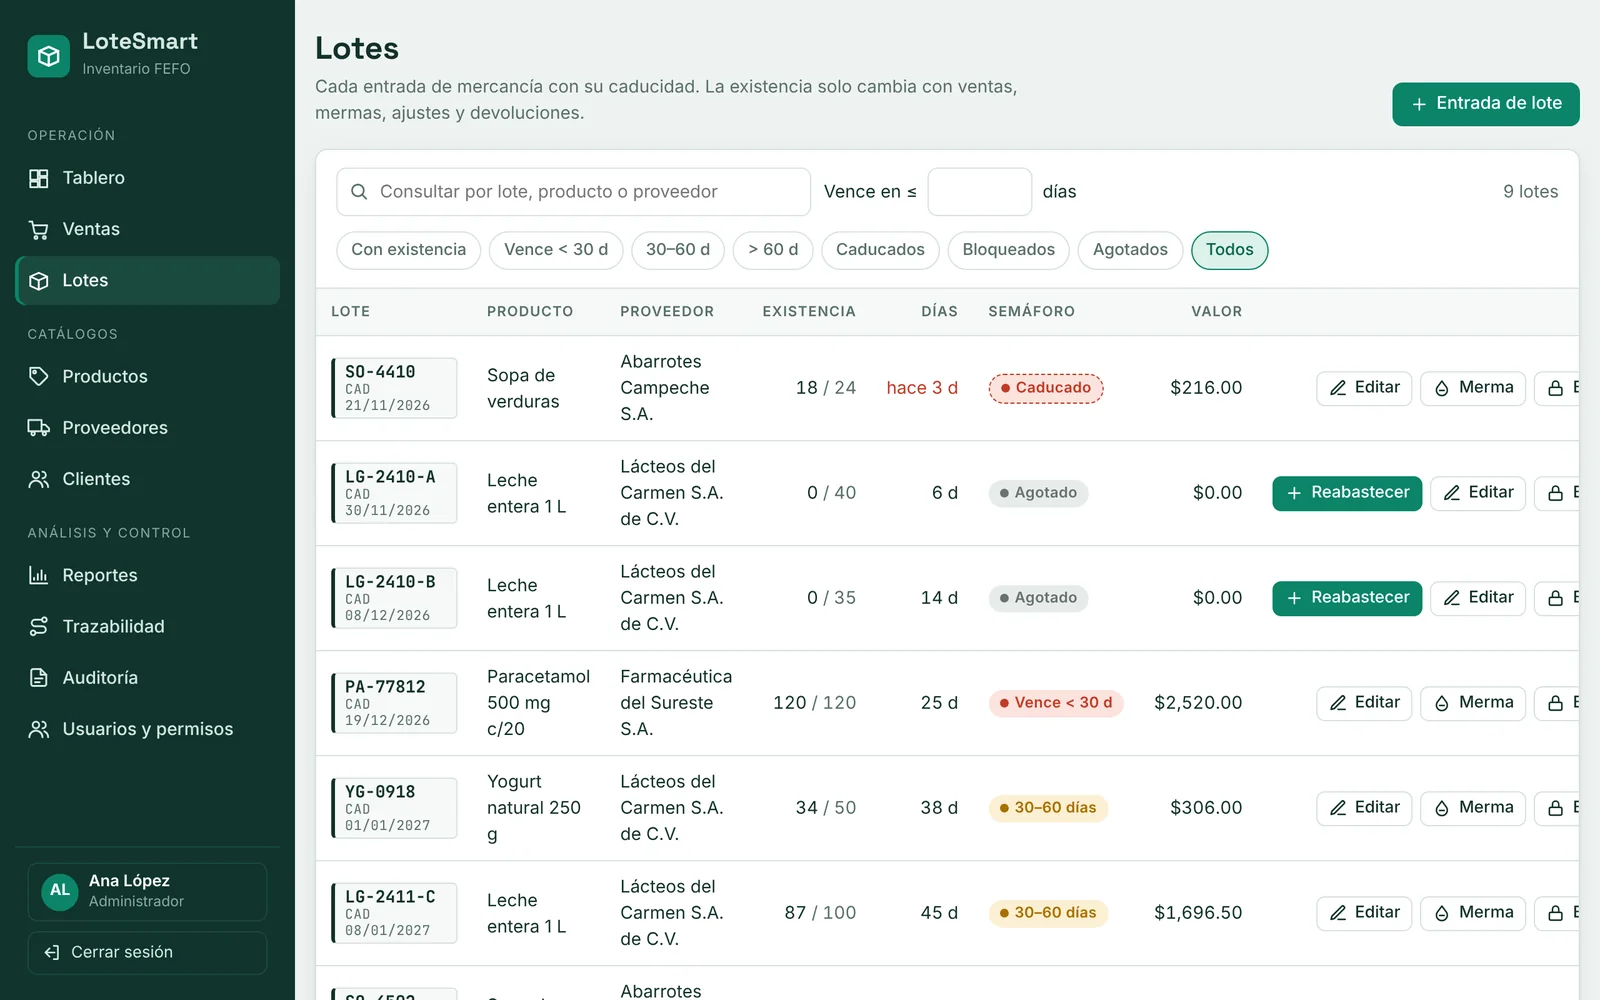 LoteSmart
Inventario FEFO
OPERACIÓN
Tablero
Ventas
Lotes
CATÁLOGOS
Productos
Proveedores
Clientes
ANÁLISIS Y CONTROL
Reportes
Trazabilidad
Auditoría
Usuarios y permisos
AL
Ana López
Administrador
Cerrar sesión
Lotes
Cada entrada de mercancía con su caducidad. La existencia solo cambia con ventas,
mermas, ajustes y devoluciones.
+ Entrada de lote
Consultar por lote, producto o proveedor
Vence en ≤
días
9 lotes
Con existencia
Vence < 30 d
30–60 d
> 60 d
Caducados
Bloqueados
Agotados
Todos
LOTE PRODUCTO PROVEEDOR EXISTENCIA DÍAS SEMÁFORO VALOR
SO-4410
CAD
21/11/2026
Sopa de
verduras
Abarrotes
Campeche
S.A.
18 / 24
hace 3 d
Caducado
$216.00
Editar
Merma
LG-2410-A
CAD
30/11/2026
Leche
entera 1 L
Lácteos del
Carmen S.A.
de C.V.
0 / 40
6 d
Agotado
$0.00
+ Reabastecer
Editar
LG-2410-B
CAD
08/12/2026
Leche
entera 1 L
Lácteos del
Carmen S.A.
de C.V.
0 / 35
14 d
Agotado
$0.00
+ Reabastecer
Editar
PA-77812
CAD
19/12/2026
Paracetamol
500 mg
c/20
Farmacéutica
del Sureste
S.A.
120 / 120
25 d
Vence < 30 d
$2,520.00
Editar
Merma
YG-0918
CAD
01/01/2027
Yogurt
natural 250
g
Lácteos del
Carmen S.A.
de C.V.
34 / 50
38 d
30–60 días
$306.00
Editar
Merma
LG-2411-C
CAD
08/01/2027
Leche
entera 1 L
Lácteos del
Carmen S.A.
de C.V.
87 / 100
45 d
30–60 días
$1,696.50
Editar
Merma
Abarrotes